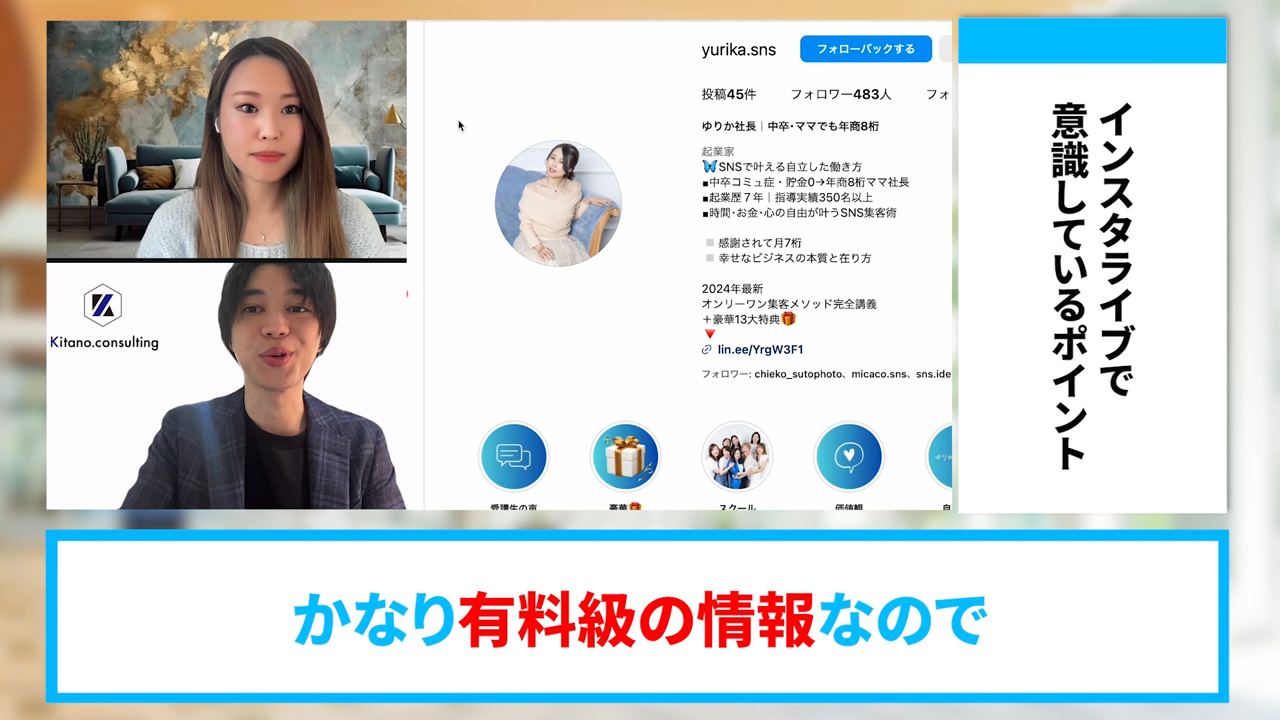 Kitano.consulting
yurika.sns
フォローバックする
投稿45件 フォロワー483人 フォ
ゆりか社長｜中卒･ママでも年商8桁
起業家
🦋SNSで叶える自立した働き方
■中卒コミュ症・貯金0→年商8桁ママ社長
■起業歴７年｜指導実績350名以上
■時間･お金･心の自由が叶うSNS集客術
感謝されて月7桁
幸せなビジネスの本質と在り方
2024年最新
オンリーワン集客メソッド完全講義
＋豪華13大特典🎁
🔻
lin.ee/YrgW3F1
フォロワー: chieko_sutophoto、micaco.sns、sns.ide
受講生の声
豪華🎁
スクール
価値観
自
インスタライブで
意識しているポイント
かなり有料級の情報なので